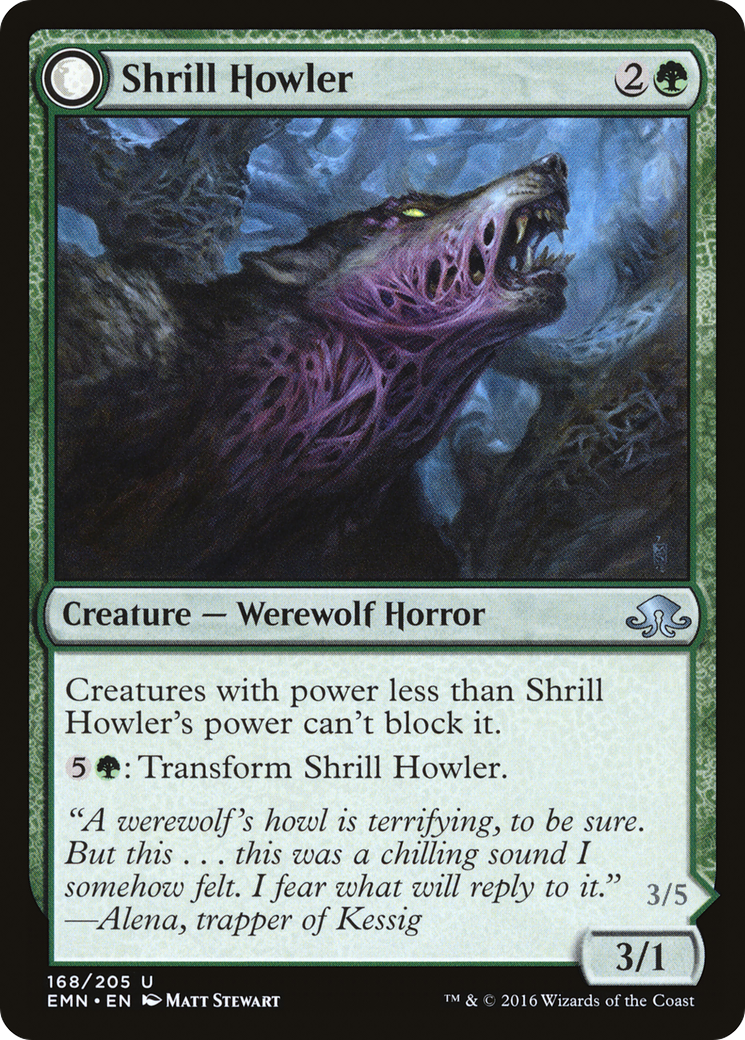 Shrill Howler 2
Creature — Werewolf Horror
Creatures with power less than Shrill
Howler's power can't block it.
5: Transform Shrill Howler.
“A werewolf's howl is terrifying, to be sure.
But this . . . this was a chilling sound I
somehow felt. I fear what will reply to it.”
—Alena, trapper of Kessig
3/5
3/1
168/205 U
EMN • EN Matt Stewart
™ & © 2016 Wizards of the Coast